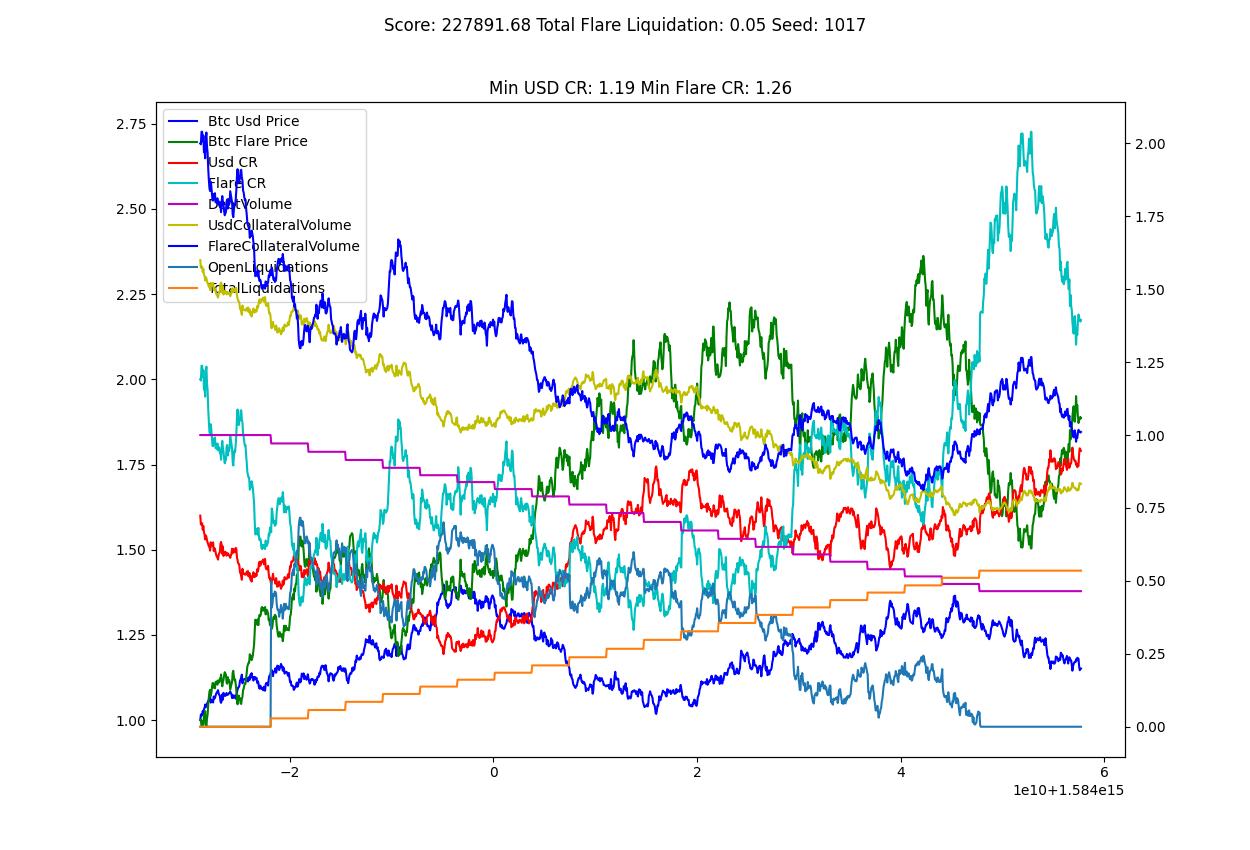 Score: 227891.68 Total Flare Liquidation: 0.05 Seed: 1017
Min USD CR: 1.19 Min Flare CR: 1.26
Btc Usd Price
Btc Flare Price
Usd CR
Flare CR
DebtVolume
UsdCollateralVolume
FlareCollateralVolume
OpenLiquidations
TotalLiquidations
2.75
2.50
2.25
2.00
1.75
1.50
1.25
1.00
2.00
1.75
1.50
1.25
1.00
0.75
0.50
0.25
0.00
−2 0 2 4 6
1e10+1.584e15